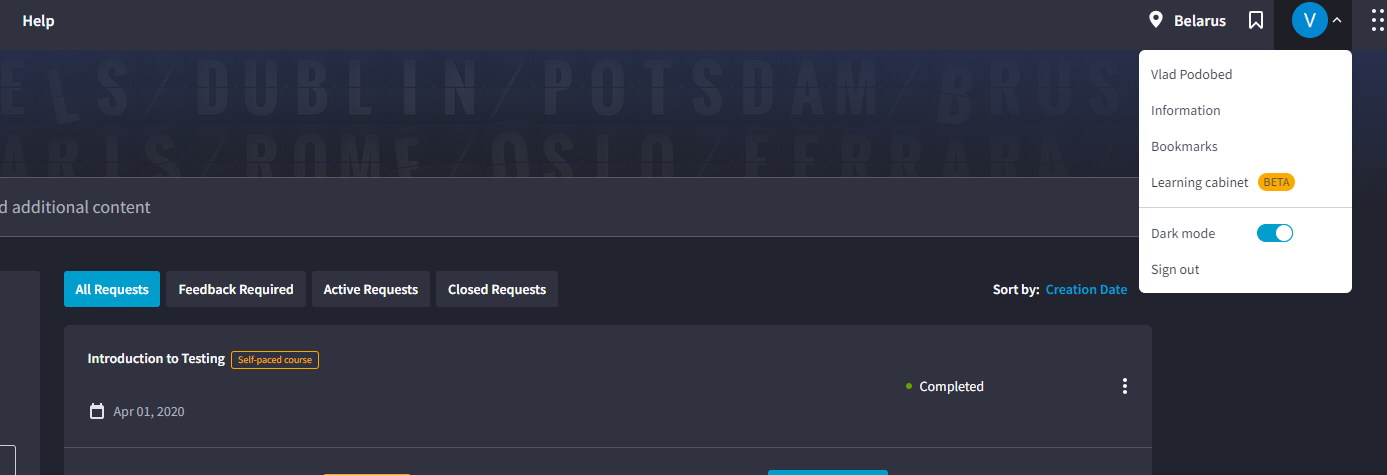 Help
Belarus
V
Vlad Podobed
Information
Bookmarks
Learning cabinet BETA
Dark mode
Sign out
LS/DUBLIN/POTSDAM/BRUS
ARIS/ROME/OSLO/FERRARA/
additional content
All Requests
Feedback Required
Active Requests
Closed Requests
Sort by: Creation Date
Introduction to Testing Self-paced course
Completed
Apr 01, 2020